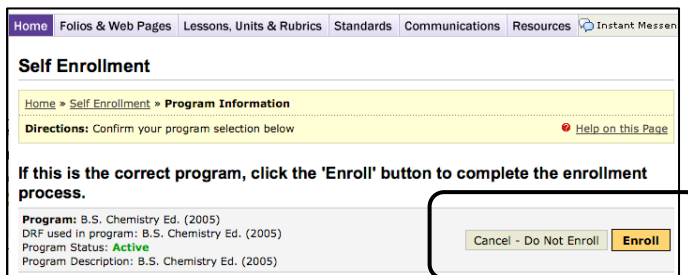 Home Folios & Web Pages Lessons, Units & Rubrics Standards Communications Resources Instant Messen
Self Enrollment
Home » Self Enrollment » Program Information
Directions: Confirm your program selection below Help on this Page
If this is the correct program, click the 'Enroll' button to complete the enrollment
process.
Program: B.S. Chemistry Ed. (2005)
DRF used in program: B.S. Chemistry Ed. (2005)
Program Status: Active
Program Description: B.S. Chemistry Ed. (2005)
Cancel - Do Not Enroll Enroll